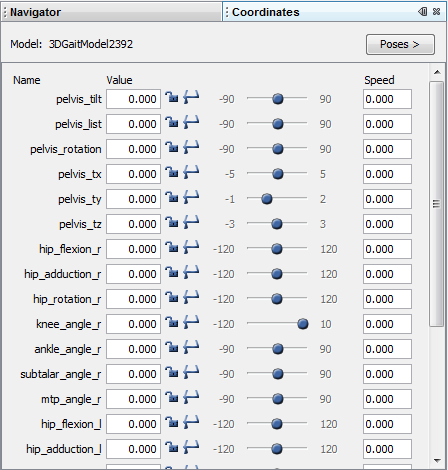 Navigator Coordinates
Model: 3DGaitModel2392 Poses >
Name Value Speed
pelvis_tilt 0.000 -90 90 0.000
pelvis_list 0.000 -90 90 0.000
pelvis_rotation 0.000 -90 90 0.000
pelvis_tx 0.000 -5 5 0.000
pelvis_ty 0.000 -1 2 0.000
pelvis_tz 0.000 -3 3 0.000
hip_flexion_r 0.000 -120 120 0.000
hip_adduction_r 0.000 -120 120 0.000
hip_rotation_r 0.000 -120 120 0.000
knee_angle_r 0.000 -120 10 0.000
ankle_angle_r 0.000 -90 90 0.000
subtalar_angle_r 0.000 -90 90 0.000
mtp_angle_r 0.000 -90 90 0.000
hip_flexion_l 0.000 -120 120 0.000
hip_adduction_l 0.000 -120 120 0.000